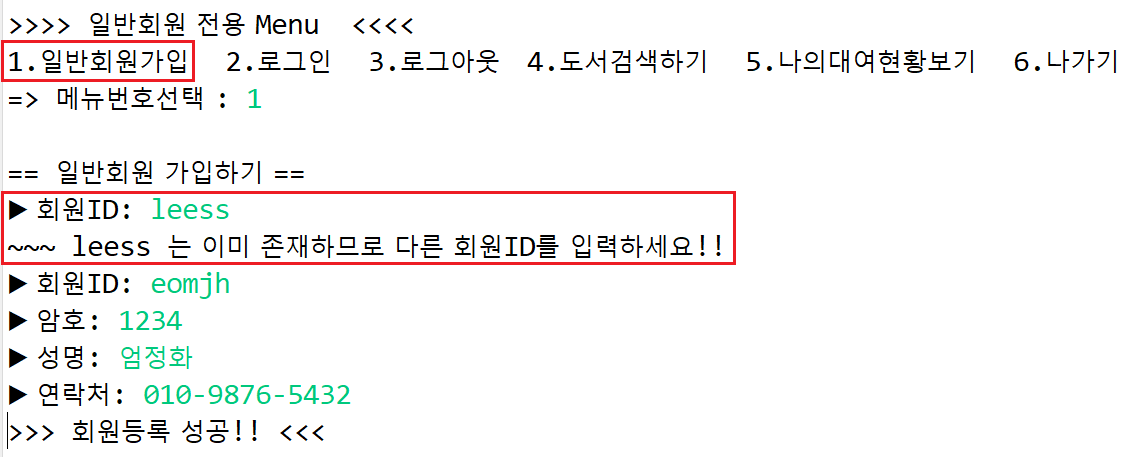 >>>> 일반회원 전용 Menu <<<<
1.일반회원가입 2.로그인 3.로그아웃 4.도서검색하기 5.나의대여현황보기 6.나가기
=> 메뉴번호선택 : 1
== 일반회원 가입하기 ==
▶ 회원ID: leess
~~~ leess 는 이미 존재하므로 다른 회원ID를 입력하세요!!
▶ 회원ID: eomjh
▶ 암호: 1234
▶ 성명: 엄정화
▶ 연락처: 010-9876-5432
>>> 회원등록 성공!! <<<